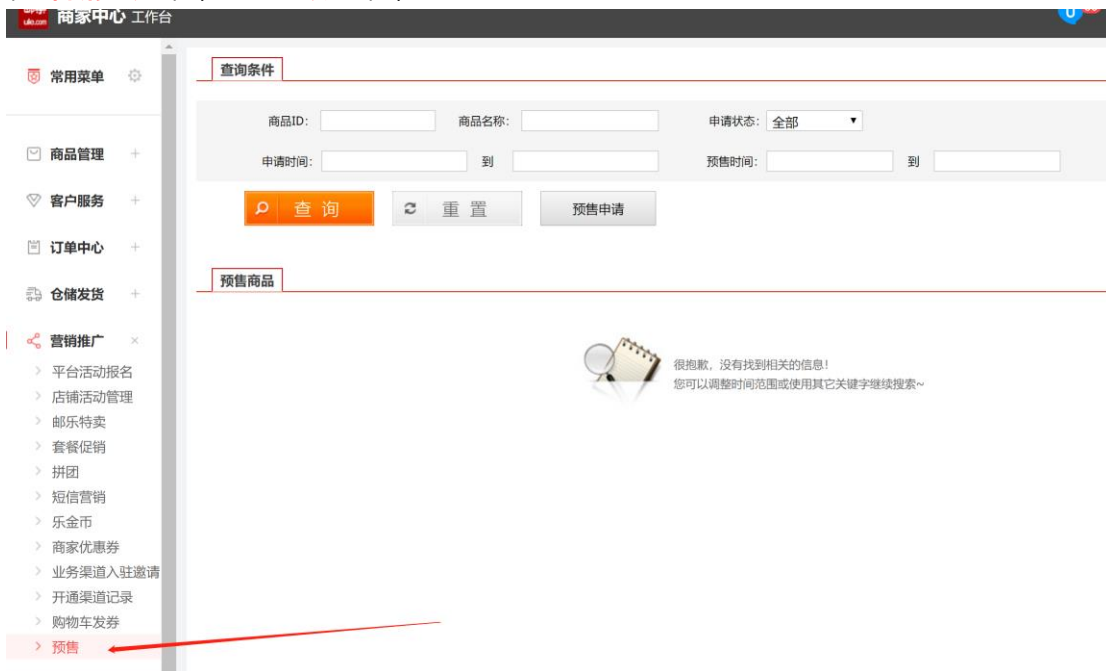 ule.com 商家中心 工作台
常用菜单
商品管理
客户服务
订单中心
仓储发货
营销推广
平台活动报名
店铺活动管理
邮乐特卖
套餐促销
拼团
短信营销
乐金币
商家优惠券
业务渠道入驻邀请
开通渠道记录
购物车发券
预售
查询条件
商品ID: 商品名称: 申请状态: 全部
申请时间: 到 预售时间: 到
查 询 重 置 预售申请
预售商品
很抱歉，没有找到相关的信息！
您可以调整时间范围或使用其它关键字继续搜索~